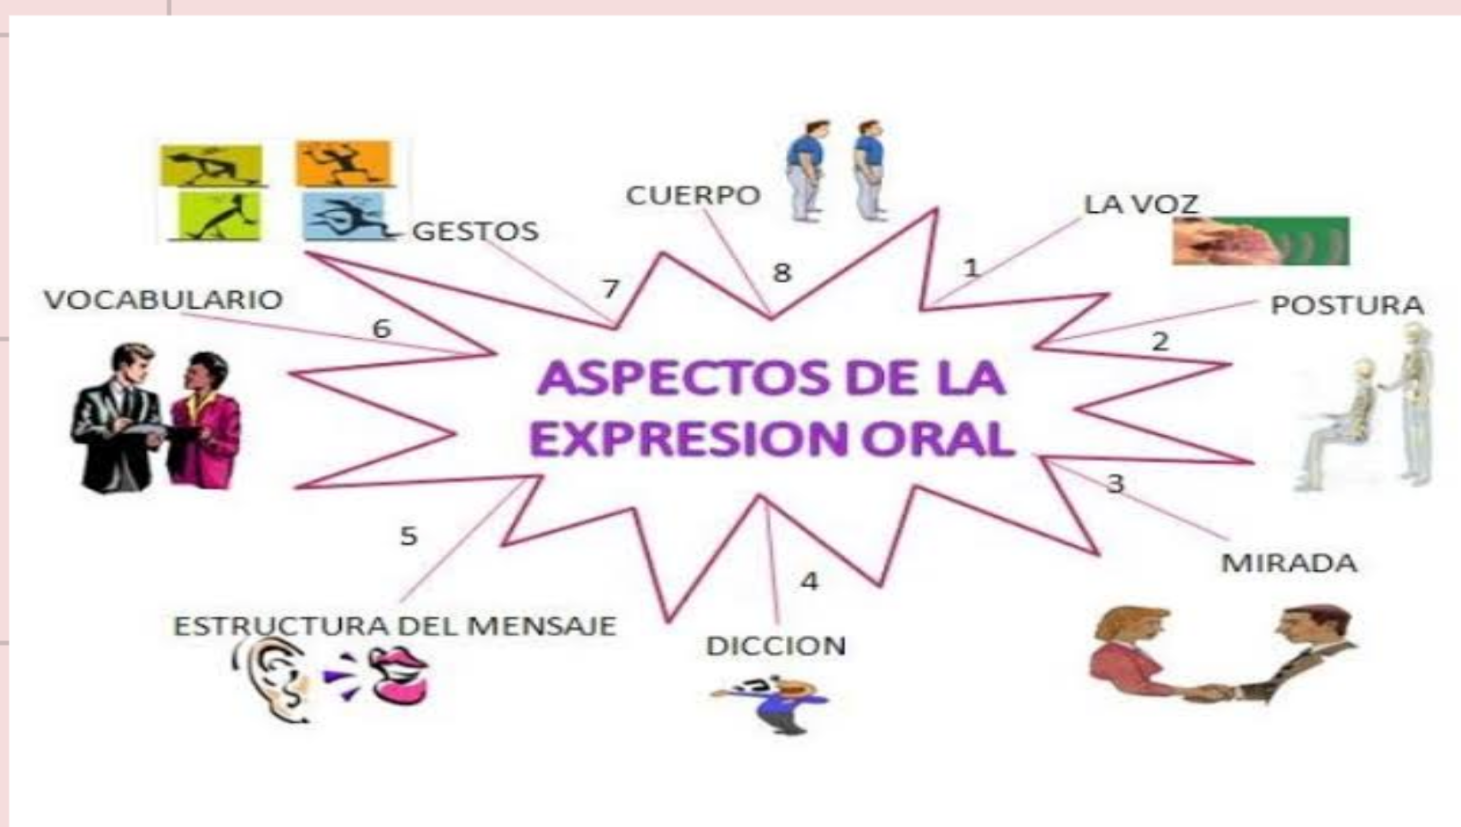 CUERPO
LA VOZ
GESTOS
8
1
7
VOCABULARIO
POSTURA
6
2
ASPECTOS DE LA
EXPRESION ORAL
3
5
MIRADA
4
ESTRUCTURA DEL MENSAJE
DICCION